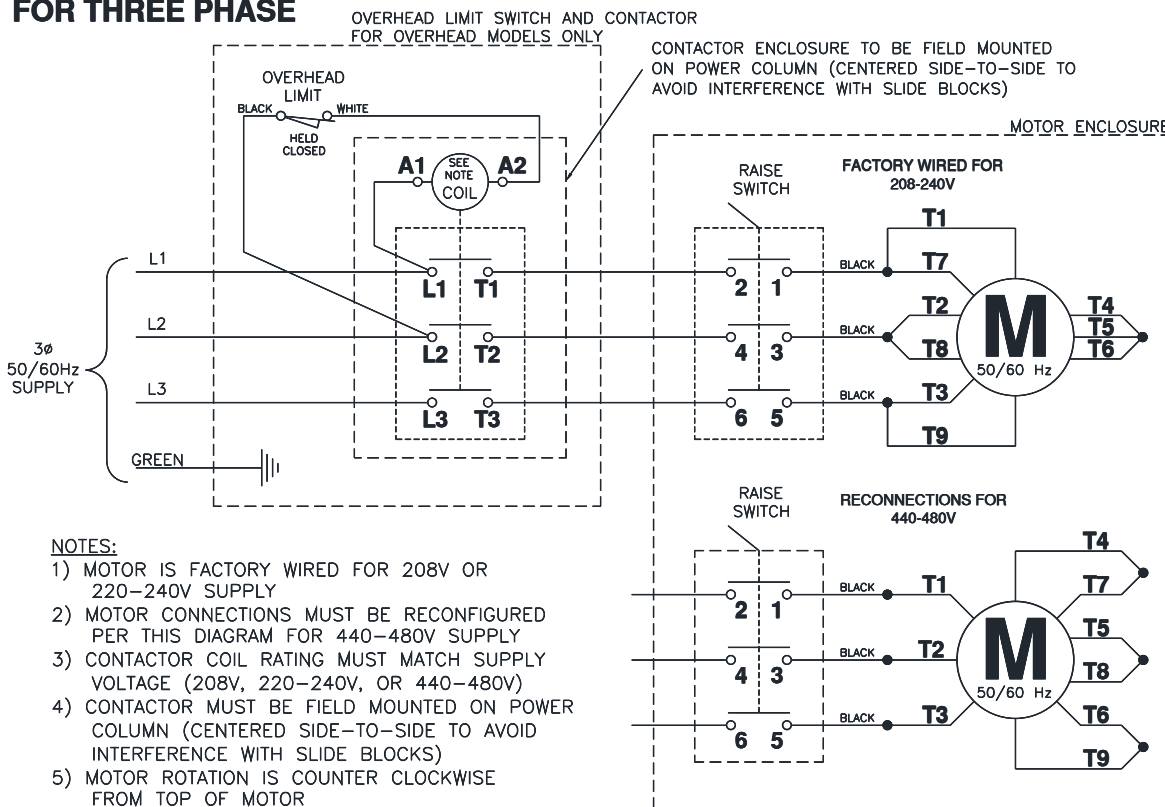 FOR THREE PHASE
OVERHEAD LIMIT SWITCH AND CONTACTOR
FOR OVERHEAD MODELS ONLY
CONTACTOR ENCLOSURE TO BE FIELD MOUNTED
ON POWER COLUMN (CENTERED SIDE-TO-SIDE TO
AVOID INTERFERENCE WITH SLIDE BLOCKS)
MOTOR ENCLOSURE
OVERHEAD
LIMIT
BLACK
WHITE
HELD
CLOSED
A1
SEE
NOTE
COIL
A2
RAISE
SWITCH
FACTORY WIRED FOR
208-240V
3ø
50/60Hz
SUPPLY
L1
L2
L3
GREEN
L1 T1
L2 T2
L3 T3
2 1
4 3
6 5
BLACK
BLACK
BLACK
T1
T7
T2
T8
T3
T9
M
50/60 Hz
T4
T5
T6
RAISE
SWITCH
RECONNECTIONS FOR
440-480V
2 1
4 3
6 5
BLACK
BLACK
BLACK
T1
T2
T3
M
50/60 Hz
T4
T7
T5
T8
T6
T9
NOTES:
1) MOTOR IS FACTORY WIRED FOR 208V OR
220-240V SUPPLY
2) MOTOR CONNECTIONS MUST BE RECONFIGURED
PER THIS DIAGRAM FOR 440-480V SUPPLY
3) CONTACTOR COIL RATING MUST MATCH SUPPLY
VOLTAGE (208V, 220-240V, OR 440-480V)
4) CONTACTOR MUST BE FIELD MOUNTED ON POWER
COLUMN (CENTERED SIDE-TO-SIDE TO AVOID
INTERFERENCE WITH SLIDE BLOCKS)
5) MOTOR ROTATION IS COUNTER CLOCKWISE
FROM TOP OF MOTOR